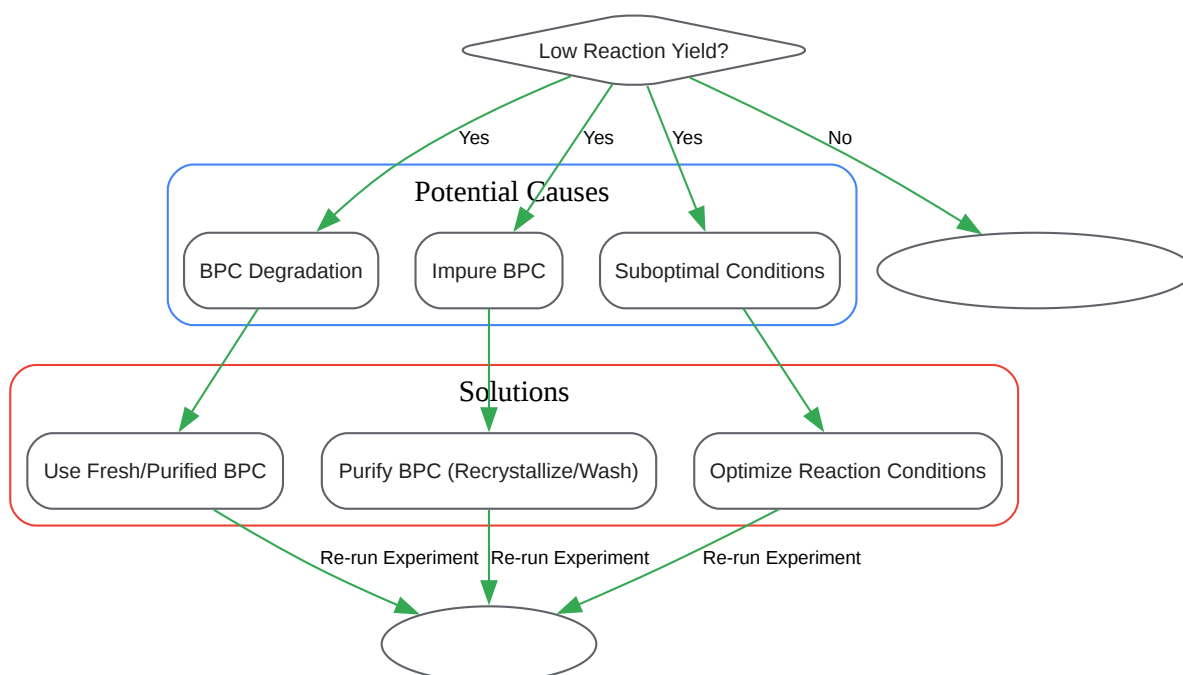 Low Reaction Yield?
Yes
Yes
Yes
No
Potential Causes
BPC Degradation
Impure BPC
Suboptimal Conditions
Solutions
Use Fresh/Purified BPC
Purify BPC (Recrystallize/Wash)
Optimize Reaction Conditions
Re-run Experiment
Re-run Experiment
Re-run Experiment